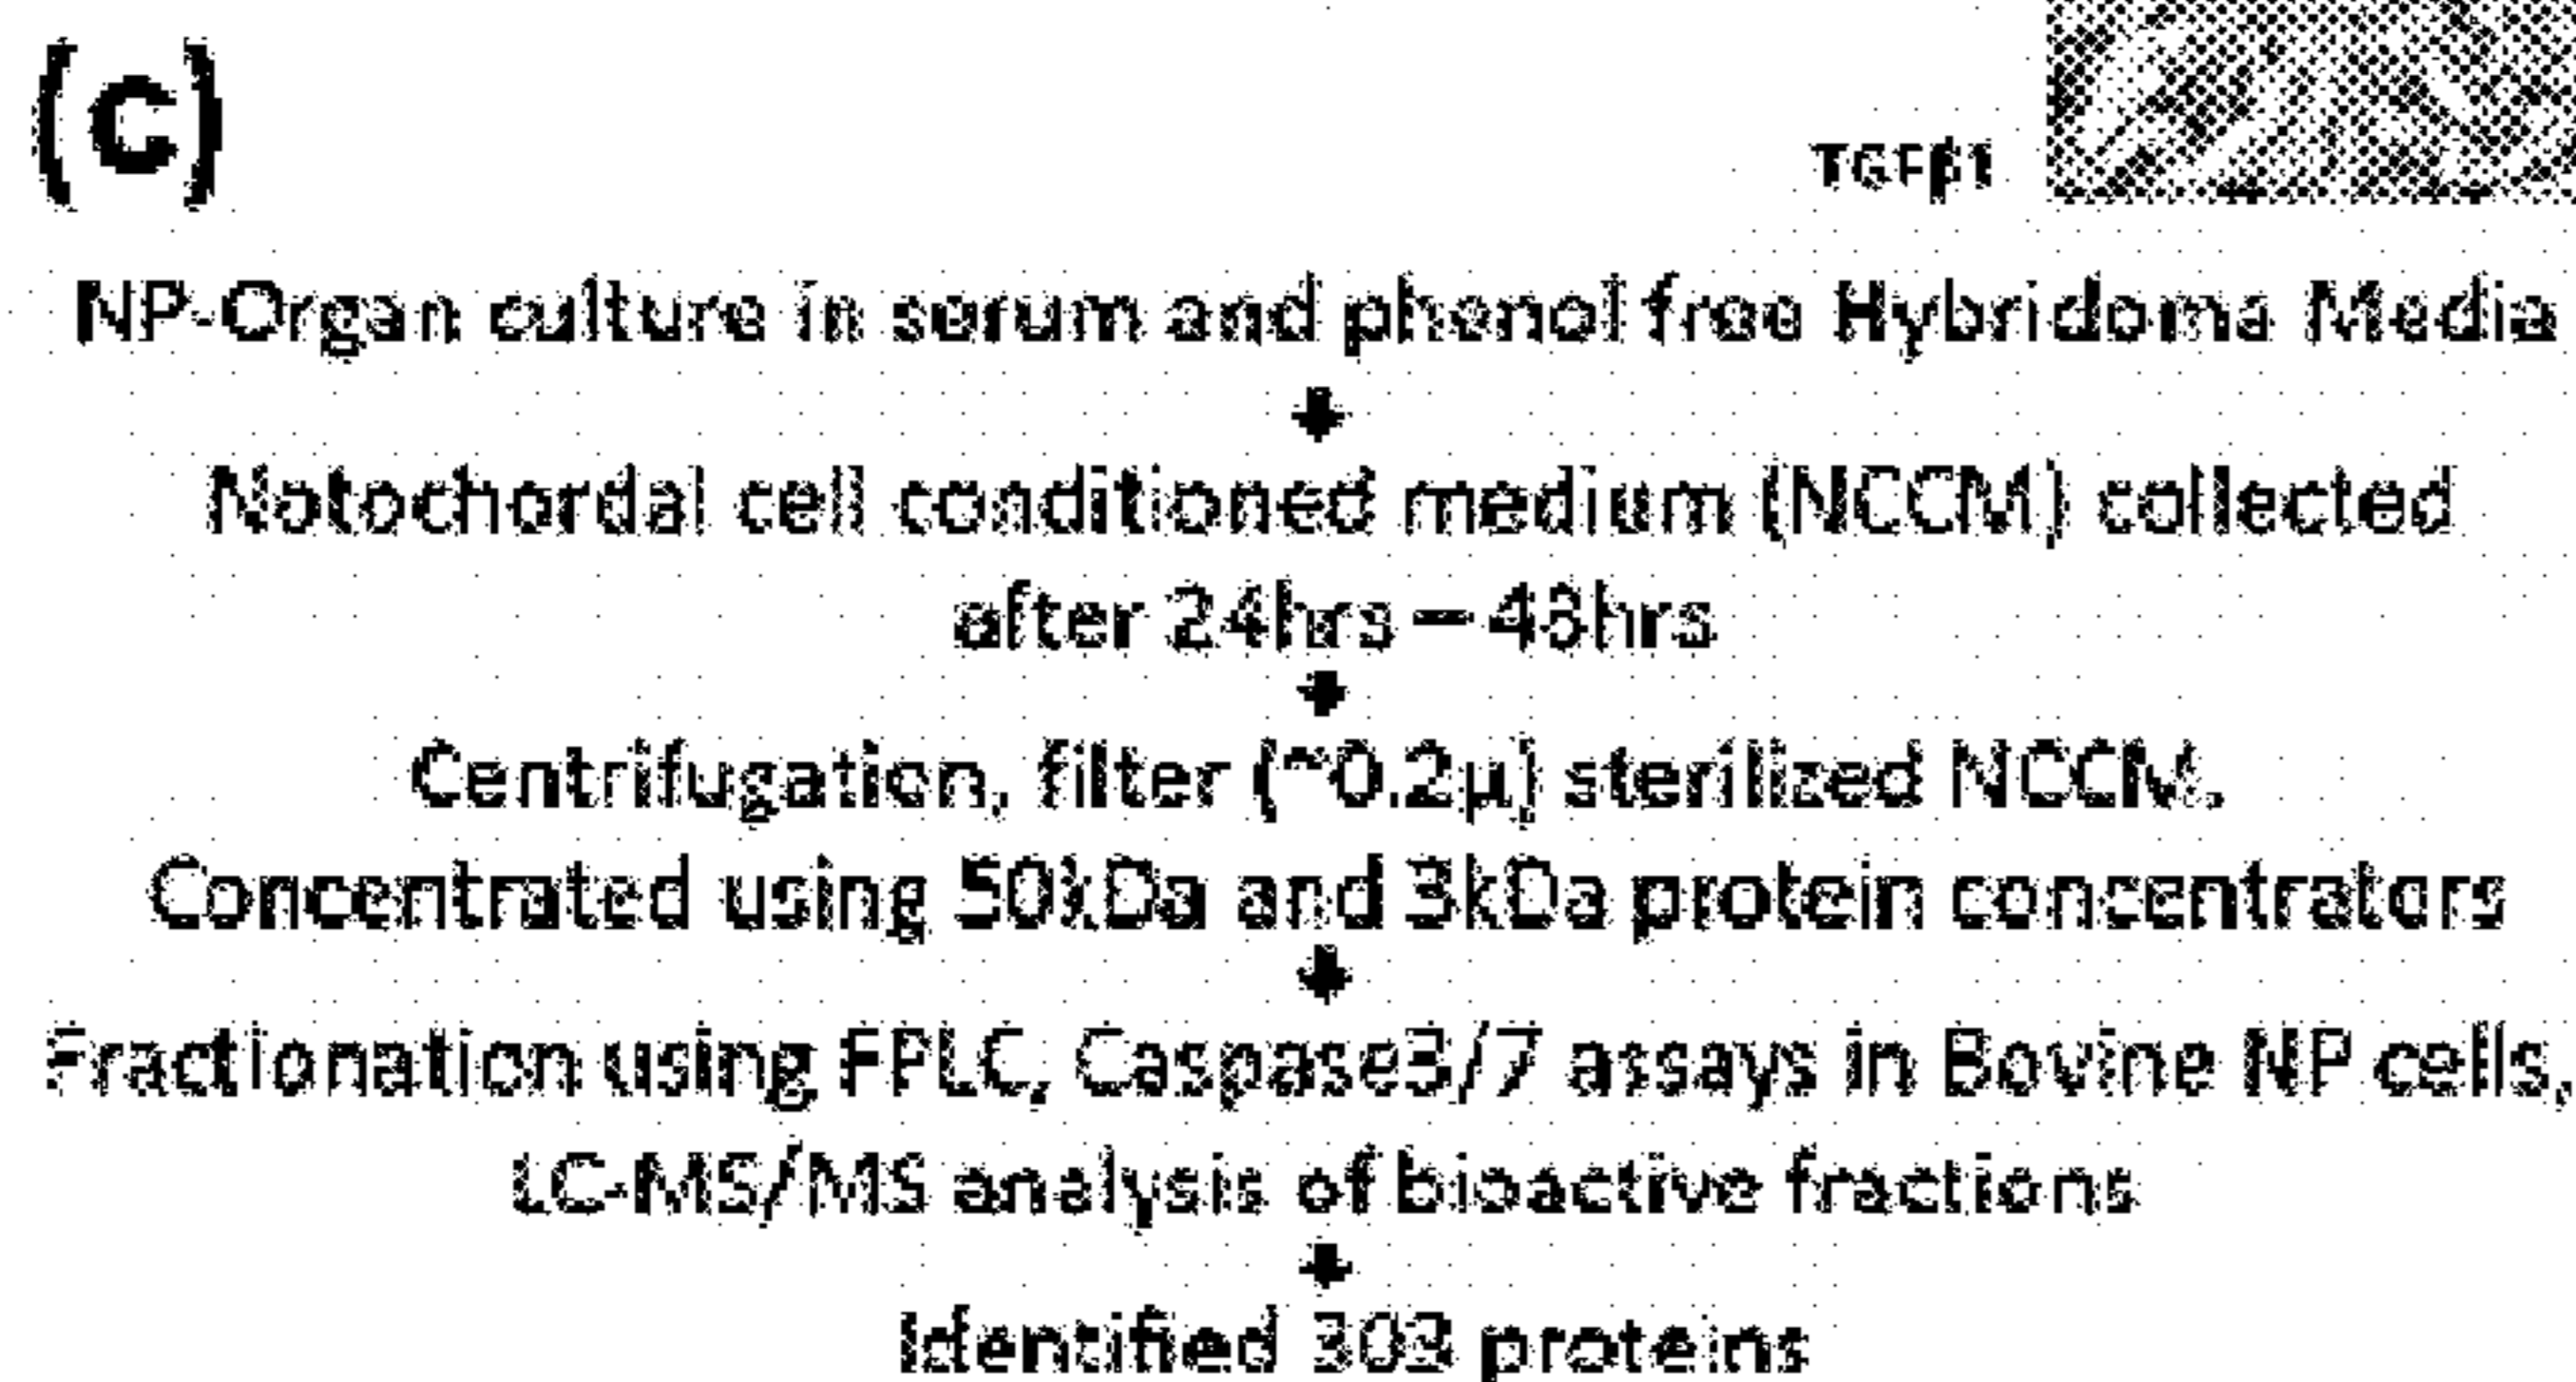 (c)
TGFβ1
NP-Organ culture in serum and phenol free Hybridoma Media
Notochordal cell conditioned medium (NCCM) collected
after 24hrs – 48hrs
Centrifugation, filter (~0.2μ) sterilized NCCM,
Concentrated using 50kDa and 3kDa protein concentrators
Fractionation using FPLC, Caspase3/7 assays in Bovine NP cells,
LC-MS/MS analysis of bioactive fractions
Identified 303 proteins